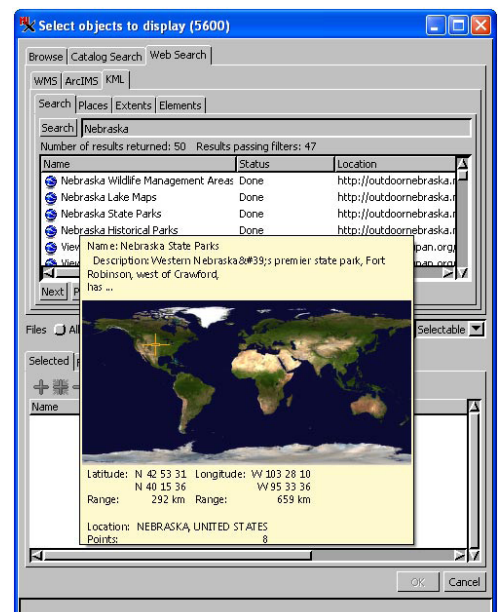 Select objects to display (5600)
Browse Catalog Search Web Search
WMS ArcIMS KML
Search Places Extents Elements
Search Nebraska
Number of results returned: 50 Results passing filters: 47
Name Status Location
Nebraska Wildlife Management Areas Done http://outdoornebraska.
Nebraska Lake Maps Done http://outdoornebraska.
Nebraska State Parks Done http://outdoornebraska.
Nebraska Historical Parks Done http://outdoornebraska.
View
View
Name: Nebraska State Parks
Description: Western Nebraska&#39;s premier state park, Fort
Robinson, west of Crawford,
has ...
Next
Files All Selectable
Selected
Name
Latitude: N 42 53 31 Longitude: W 103 28 10
N 40 15 36 W 95 33 36
Range: 292 km Range: 659 km
Location: NEBRASKA, UNITED STATES
Points: 8
OK Cancel